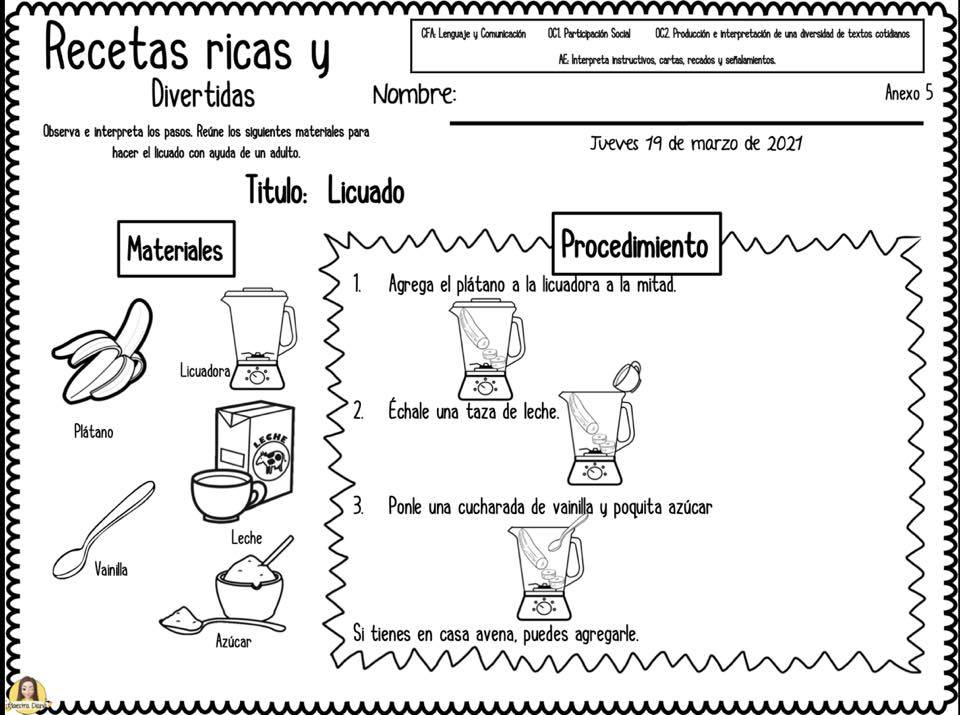 Recetas ricas y
Divertidas
CFA: Lenguaje y Comunicación OC1. Participación Social OC2. Producción e interpretación de una diversidad de textos cotidianos
AE: Interpreta instructivos, cartas, recados y señalamientos.
Nombre:
Anexo 5
Observa e interpreta los pasos. Reúne los siguientes materiales para
hacer el licuado con ayuda de un adulto.
Jueves 19 de marzo de 2021
Titulo: Licuado
Materiales
Plátano
Licuadora
LECHE
Leche
Vainilla
Azúcar
Procedimiento
1. Agrega el plátano a la licuadora a la mitad.
2. Échale una taza de leche.
3. Ponle una cucharada de vainilla y poquita azúcar
Si tienes en casa avena, puedes agregarle.
Maestra Diana